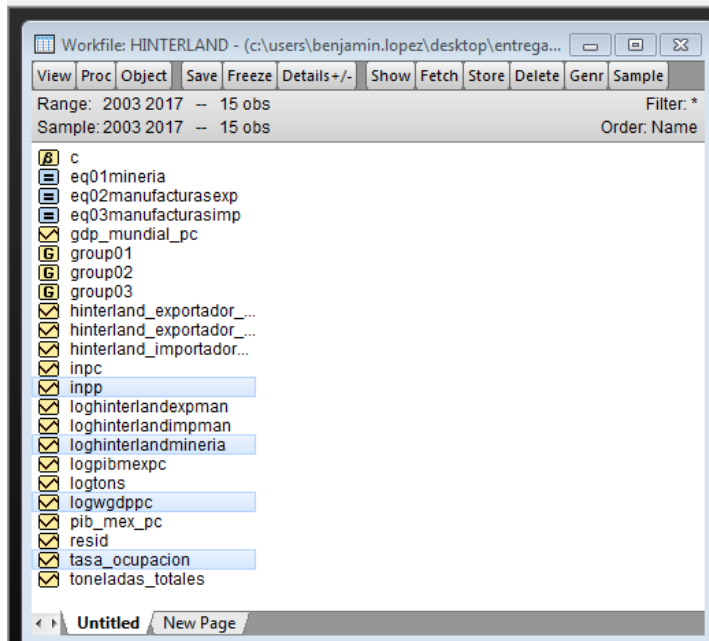 Workfile: HINTERLAND - (c:\users\benjamin.lopez\desktop\entrega...
View Proc Object Save Freeze Details+/- Show Fetch Store Delete Genr Sample
Range: 2003 2017 -- 15 obs Filter: *
Sample: 2003 2017 -- 15 obs Order: Name
β c
= eq01mineria
= eq02manufacturasexp
= eq03manufacturasimp
gdp_mundial_pc
G group01
G group02
G group03
hinterland_exportador_...
hinterland_exportador_...
hinterland_importador...
inpc
inpp
loghinterlandexpman
loghinterlandimpman
loghinterlandmineria
logpibmexpc
logtons
logwgdppc
pib_mex_pc
resid
tasa_ocupacion
toneladas_totales
Untitled New Page